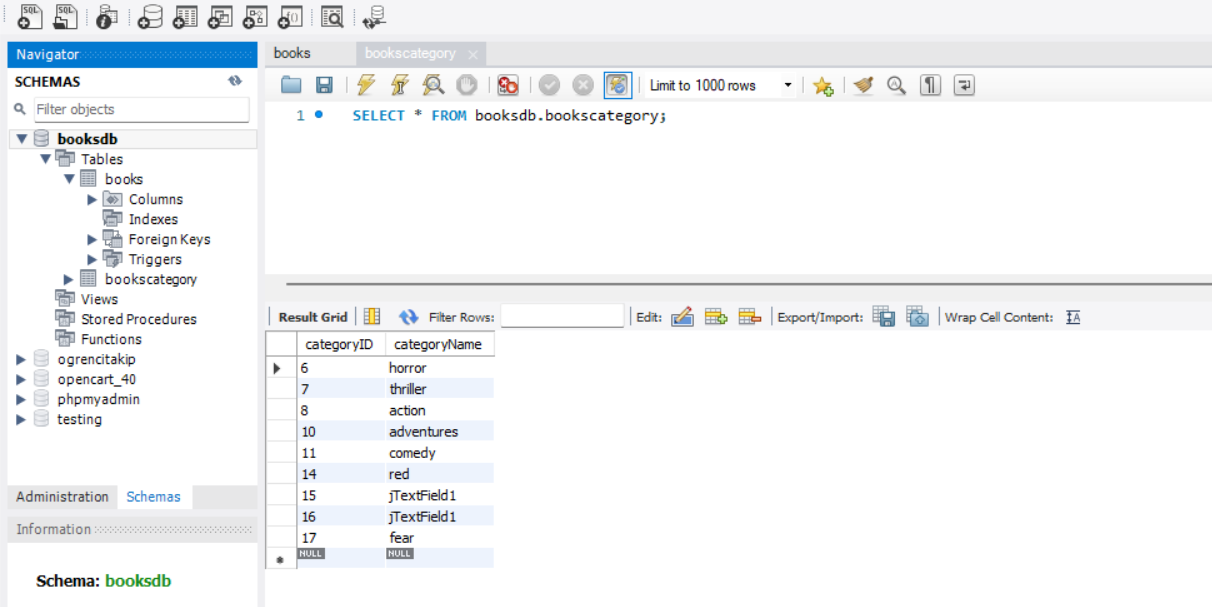 SQL SQL
Navigator
SCHEMAS
Filter objects
booksdb
Tables
books
Columns
Indexes
Foreign Keys
Triggers
bookscategory
Views
Stored Procedures
Functions
ogrencitakip
opencart_40
phpmyadmin
testing
Administration Schemas
Information
Schema: booksdb
books bookscategory
Limit to 1000 rows
1 SELECT * FROM booksdb.bookscategory;
Result Grid Filter Rows: Edit: Export/Import: Wrap Cell Content:
categoryID categoryName
6 horror
7 thriller
8 action
10 adventures
11 comedy
14 red
15 jTextField1
16 jTextField1
17 fear
NULL NULL